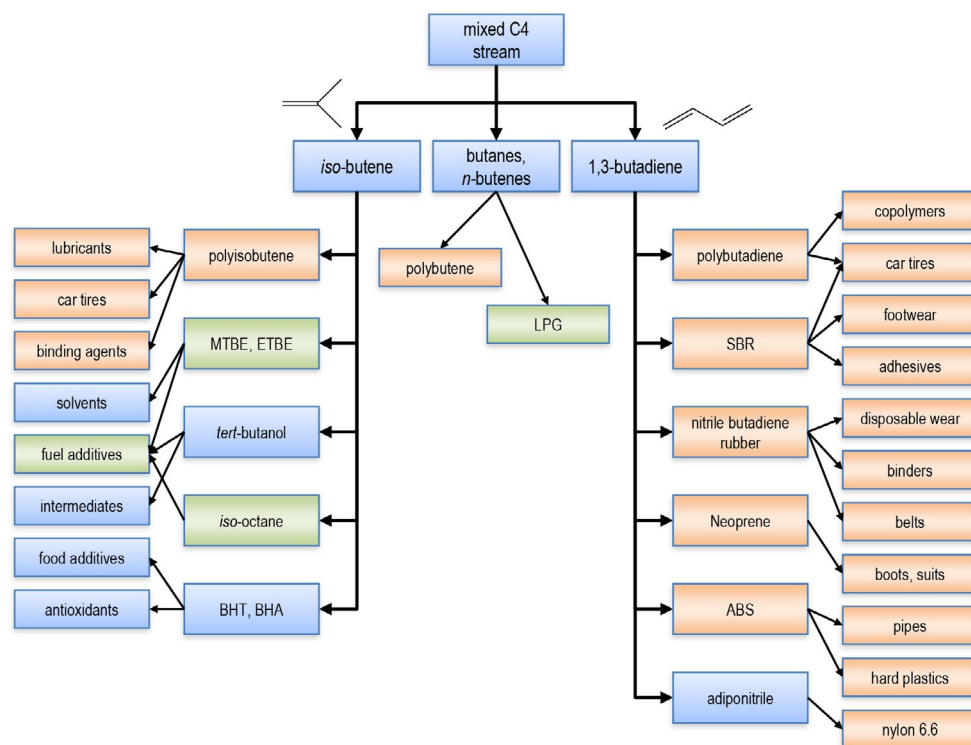 mixed C4
stream
iso-butene
butanes,
n-butenes
1,3-butadiene
lubricants
car tires
binding agents
solvents
fuel additives
intermediates
food additives
antioxidants
polyisobutene
MTBE, ETBE
tert-butanol
iso-octane
BHT, BHA
polybutene
LPG
polybutadiene
SBR
nitrile butadiene
rubber
Neoprene
ABS
adiponitrile
copolymers
car tires
footwear
adhesives
disposable wear
binders
belts
boots, suits
pipes
hard plastics
nylon 6.6